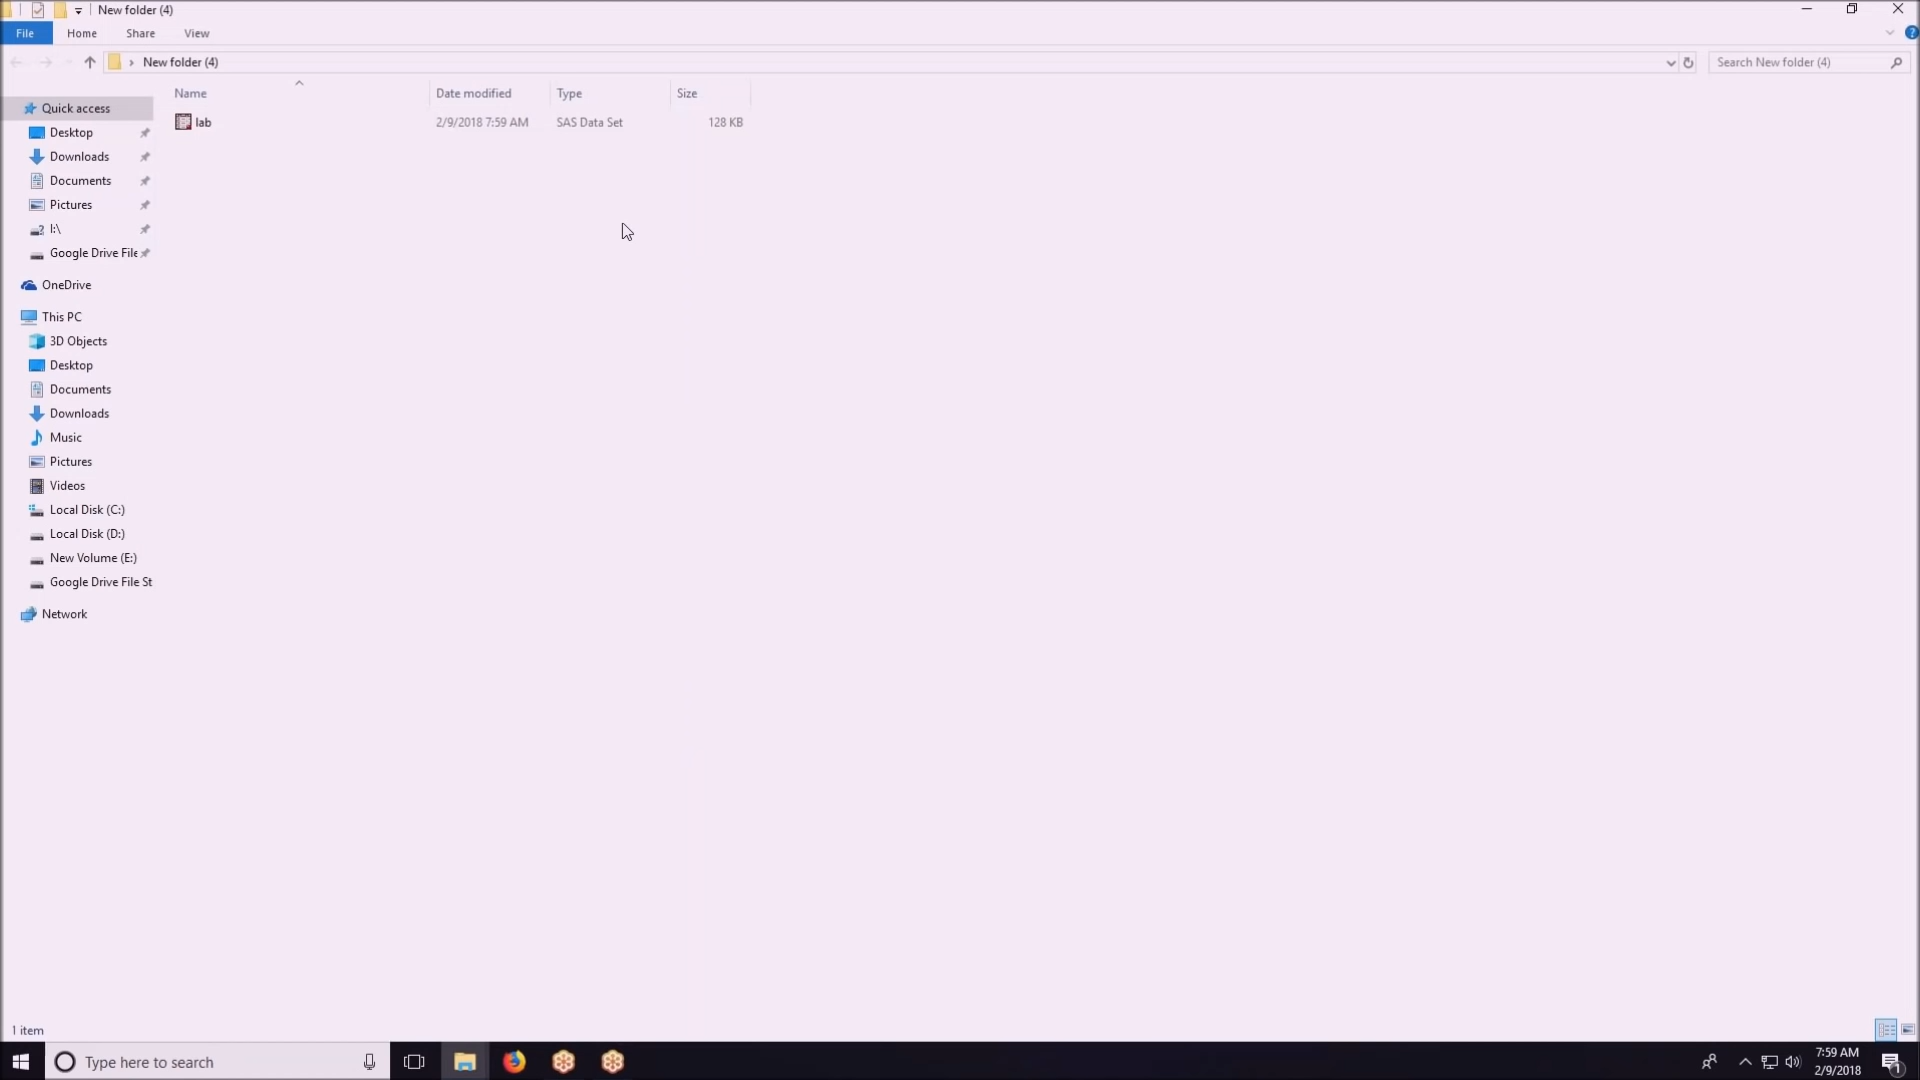 New folder (4)
File Home Share View
New folder (4)
Search New folder (4)
Name Date modified Type Size
lab 2/9/2018 7:59 AM SAS Data Set 128 KB
Quick access
Desktop
Downloads
Documents
Pictures
I:\
Google Drive File
OneDrive
This PC
3D Objects
Desktop
Documents
Downloads
Music
Pictures
Videos
Local Disk (C:)
Local Disk (D:)
New Volume (E:)
Google Drive File St
Network
1 item
Type here to search
7:59 AM
2/9/2018
1